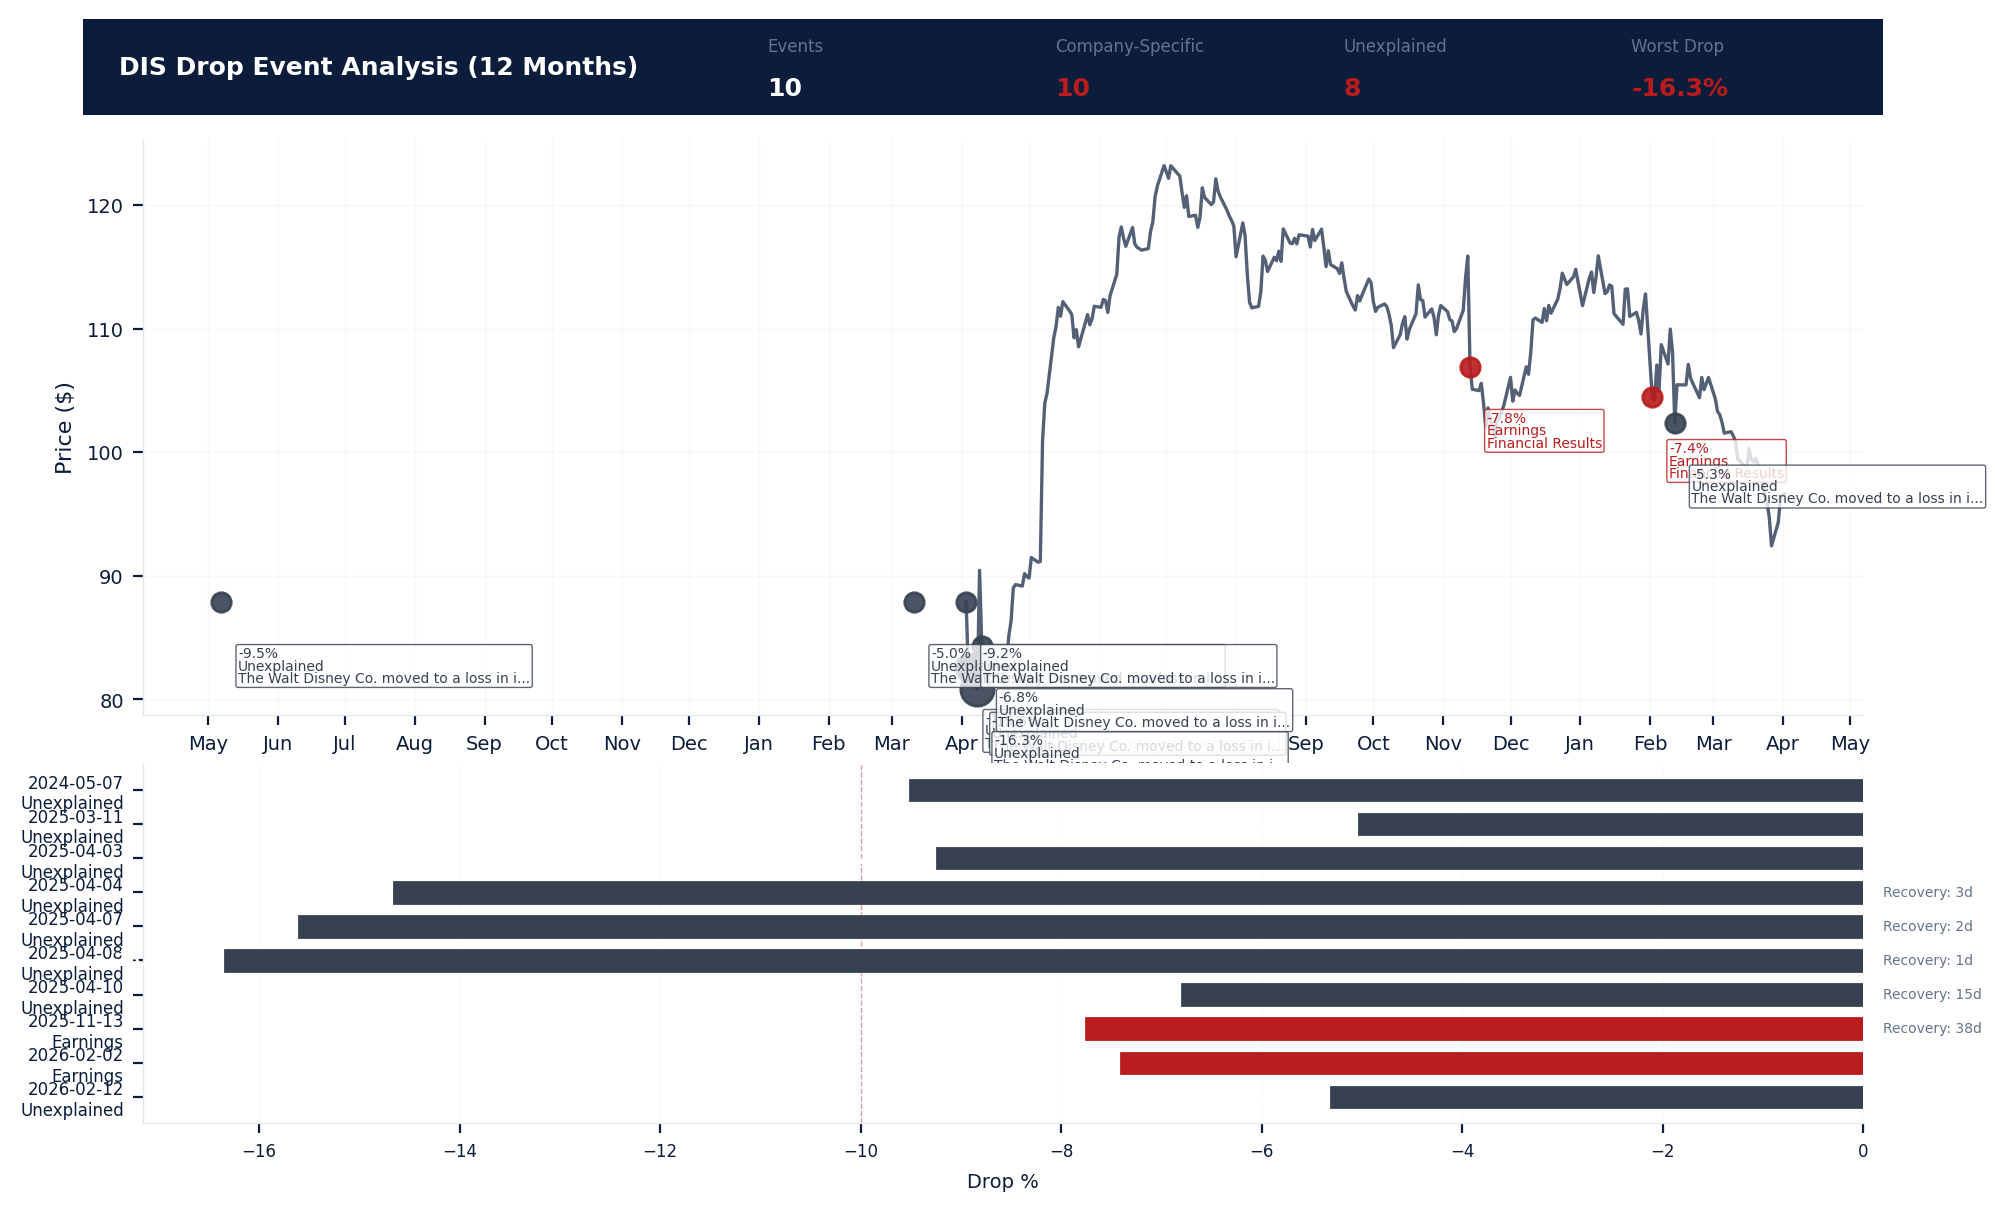 DIS Drop Event Analysis (12 Months)
Events
10
Company-Specific
10
Unexplained
8
Worst Drop
-16.3%
Price ($)
120
110
100
90
80
-7.8%
Earnings
Financial Results
-7.4%
Earnings
-5.3%
Unexplained
The Walt Disney Co. moved to a loss in i...
-9.5%
Unexplained
The Walt Disney Co. moved to a loss in i...
-5.0%
-9.2%
Unexplained
The Walt Disney Co. moved to a loss in i...
-6.8%
Unexplained
The Walt Disney Co. moved to a loss in i...
-16.3%
Unexplained
The Walt Disney Co. moved to a loss in i...
May Jun Jul Aug Sep Oct Nov Dec Jan Feb Mar Apr Sep Oct Nov Dec Jan Feb Mar Apr May
2024-05-07
Unexplained
2025-03-11
Unexplained
2025-04-03
Unexplained
2025-04-04
Unexplained
Recovery: 3d
2025-04-07
Unexplained
Recovery: 2d
2025-04-08
Unexplained
Recovery: 1d
2025-04-10
Unexplained
Recovery: 15d
2025-11-13
Earnings
Recovery: 38d
2026-02-02
Earnings
2026-02-12
Unexplained
−16 −14 −12 −10 −8 −6 −4 −2 0
Drop %